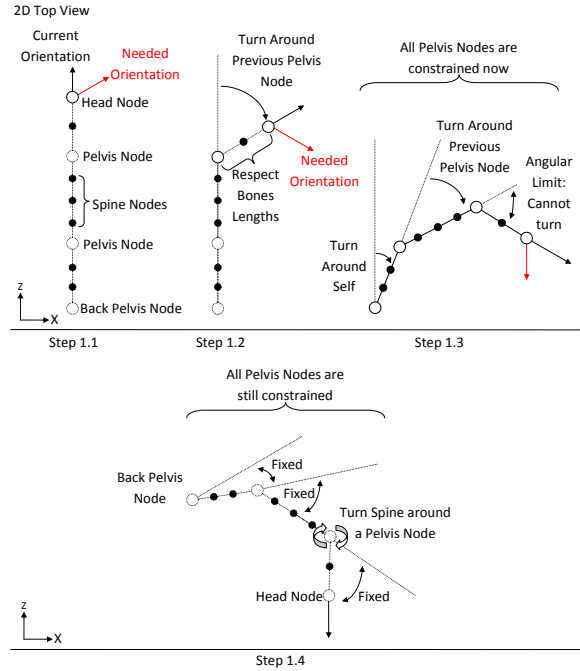 2D Top View
Current
Orientation
Needed
Orientation
Head Node
Pelvis Node
Spine Nodes
Pelvis Node
Back Pelvis Node
z
X
Step 1.1
Turn Around
Previous Pelvis
Node
Needed
Orientation
Respect
Bones
Lengths
Step 1.2
All Pelvis Nodes are
constrained now
Turn Around
Previous
Pelvis Node
Angular
Limit:
Cannot
turn
Turn
Around
Self
Step 1.3
All Pelvis Nodes are
still constrained
Back Pelvis
Node
Fixed
Fixed
Turn Spine around
a Pelvis Node
Head Node
Fixed
z
X
Step 1.4